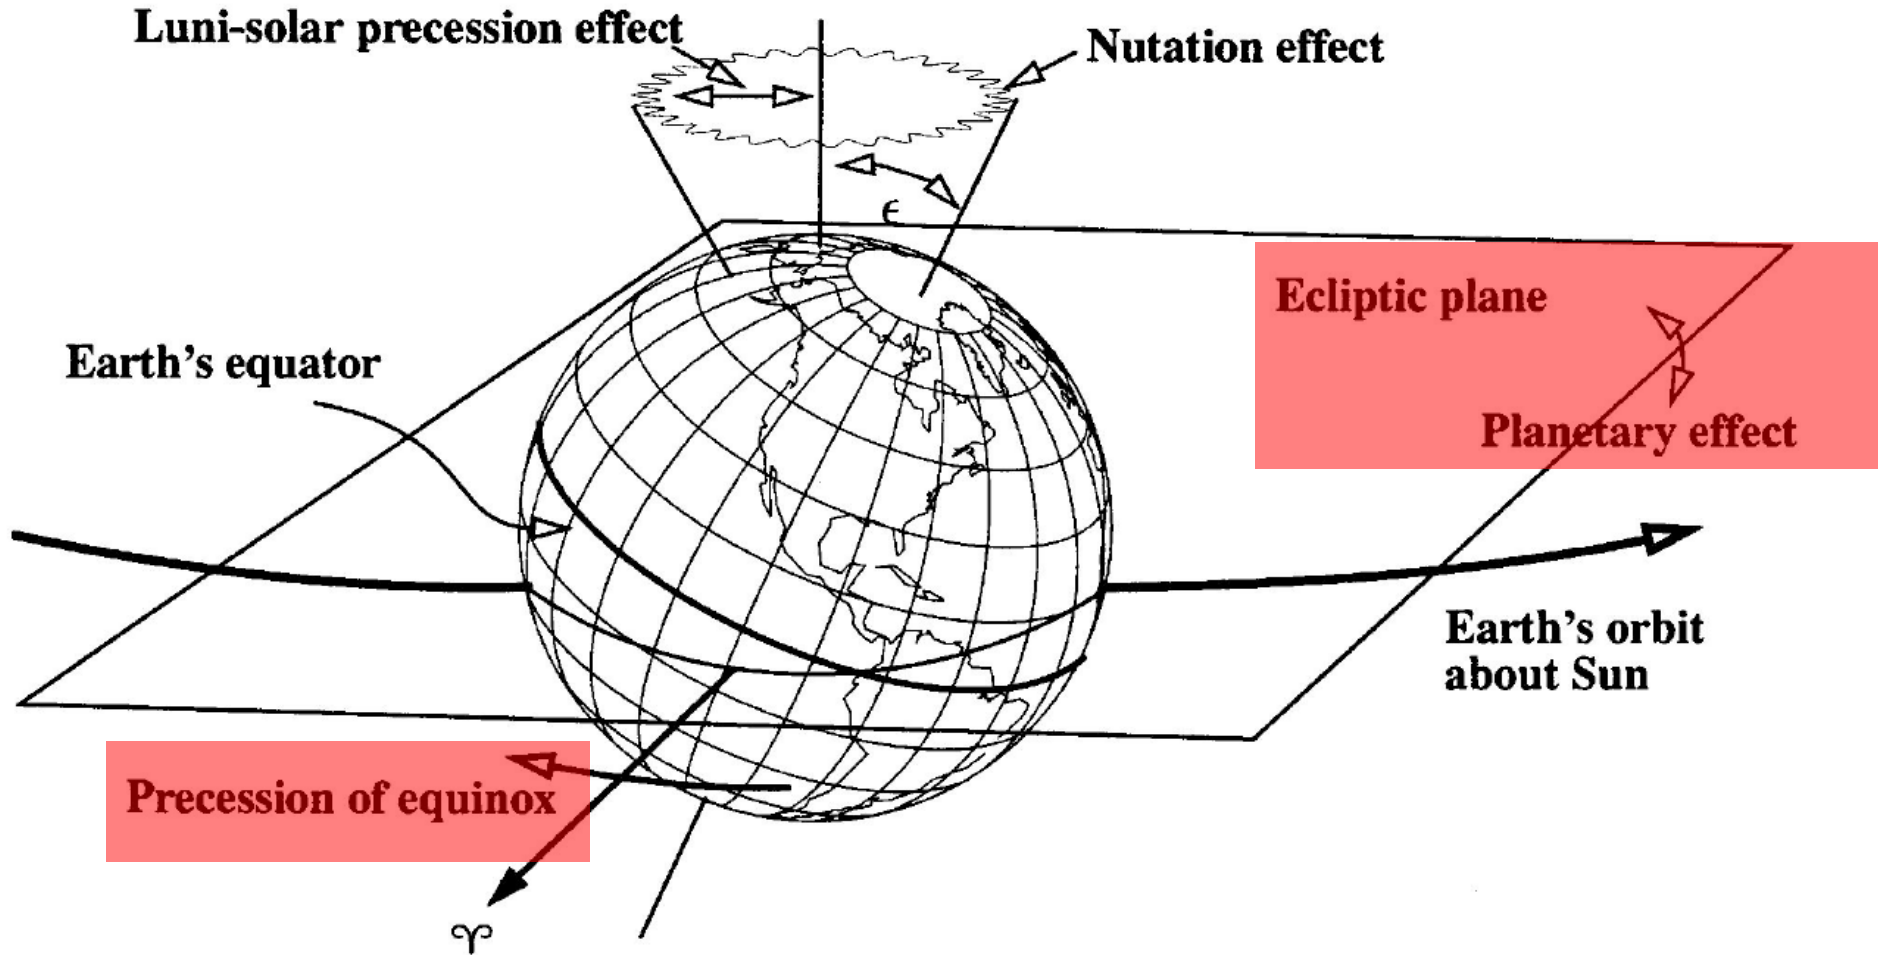 Luni-solar precession effect
Nutation effect
ϵ
Ecliptic plane
Earth's equator
Planetary effect
Earth's orbit
about Sun
Precession of equinox
♈